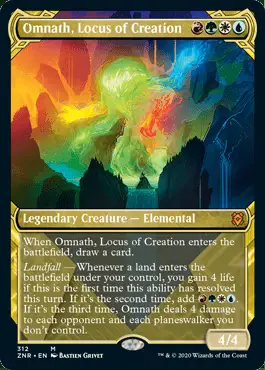 Omnath, Locus of Creation
Legendary Creature — Elemental
When Omnath, Locus of Creation enters the
battlefield, draw a card.
Landfall — Whenever a land enters the
battlefield under your control, you gain 4 life
if this is the first time this ability has resolved
this turn. If it's the second time, add
If it's the third time, Omnath deals 4 damage
to each opponent and each planeswalker you
don't control.
4/4
312 M
ZNR • EN BASTIEN GRIVET
™ & © 2020 Wizards of the Coast